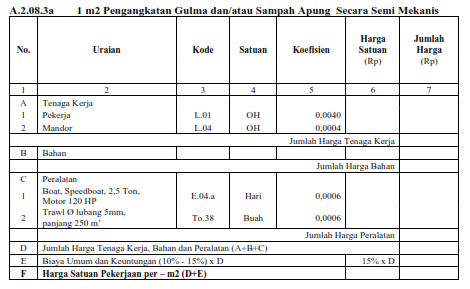 A.2.08.3a 1 m2 Pengangkatan Gulma dan/atau Sampah Apung Secara Semi Mekanis
No. Uraian Kode Satuan Koefisien Harga Satuan (Rp) Jumlah Harga (Rp)
1 2 3 4 5 6 7
A Tenaga Kerja
1 Pekerja L.01 OH 0,0040
2 Mandor L.04 OH 0,0004
Jumlah Harga Tenaga Kerja
B Bahan
Jumlah Harga Bahan
C Peralatan
1 Boat, Speedboat, 2,5 Ton, Motor 120 HP E.04.a Hari 0,0006
2 Trawl Ø lubang 5mm, panjang 250 m' To.38 Buah 0,0006
Jumlah Harga Peralatan
D Jumlah Harga Tenaga Kerja, Bahan dan Peralatan (A+B+C)
E Biaya Umum dan Keuntungan (10% - 15%) x D 15% x D
F Harga Satuan Pekerjaan per – m2 (D+E)